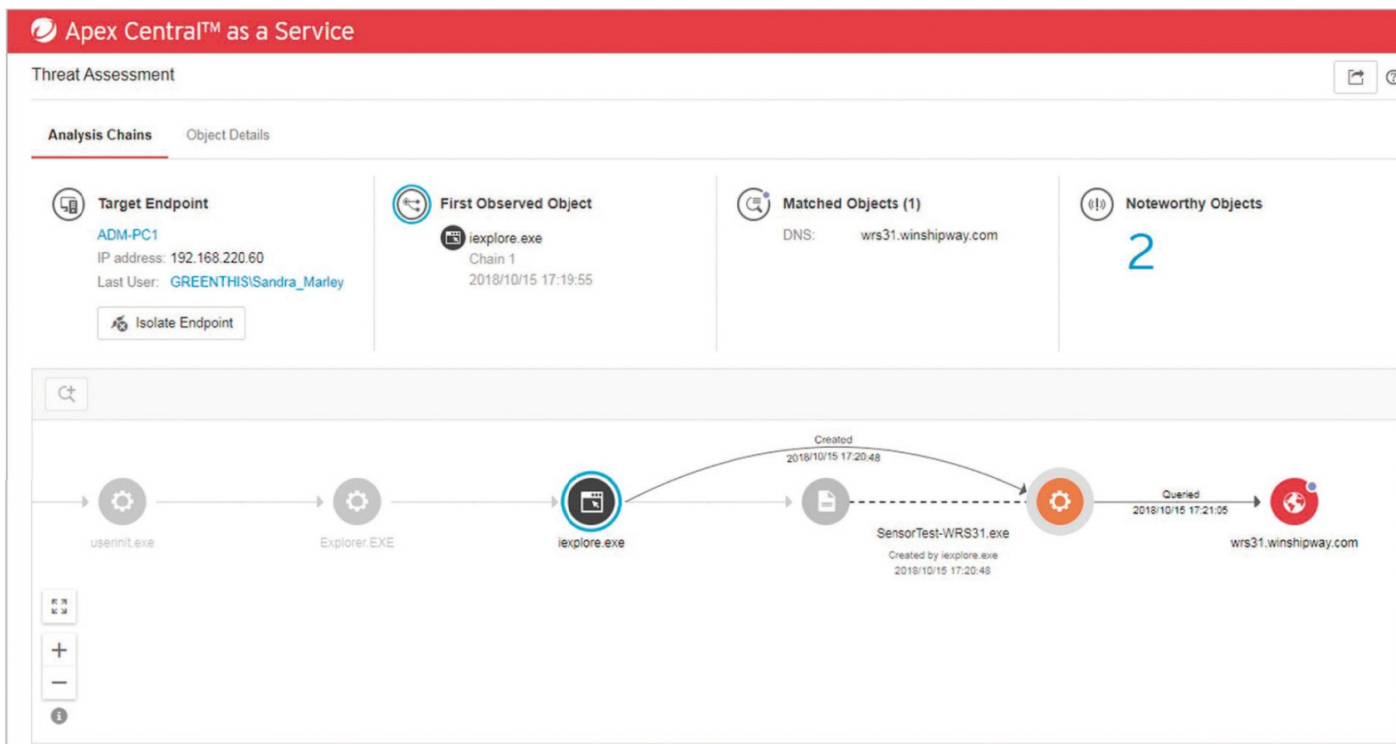 Apex Central™ as a Service
Threat Assessment
Analysis Chains
Object Details
Target Endpoint
ADM-PC1
IP address: 192.168.220.60
Last User: GREENTHIS\Sandra_Marley
Isolate Endpoint
First Observed Object
iexplore.exe
Chain 1
2018/10/15 17:19:55
Matched Objects (1)
DNS: wrs31.winshipway.com
Noteworthy Objects
2
userinit.exe
Explorer.EXE
iexplore.exe
Created
2018/10/15 17:20:48
SensorTest-WRS31.exe
Created by iexplore.exe
2018/10/15 17:20:48
Queried
2018/10/15 17:21:05
wrs31.winshipway.com